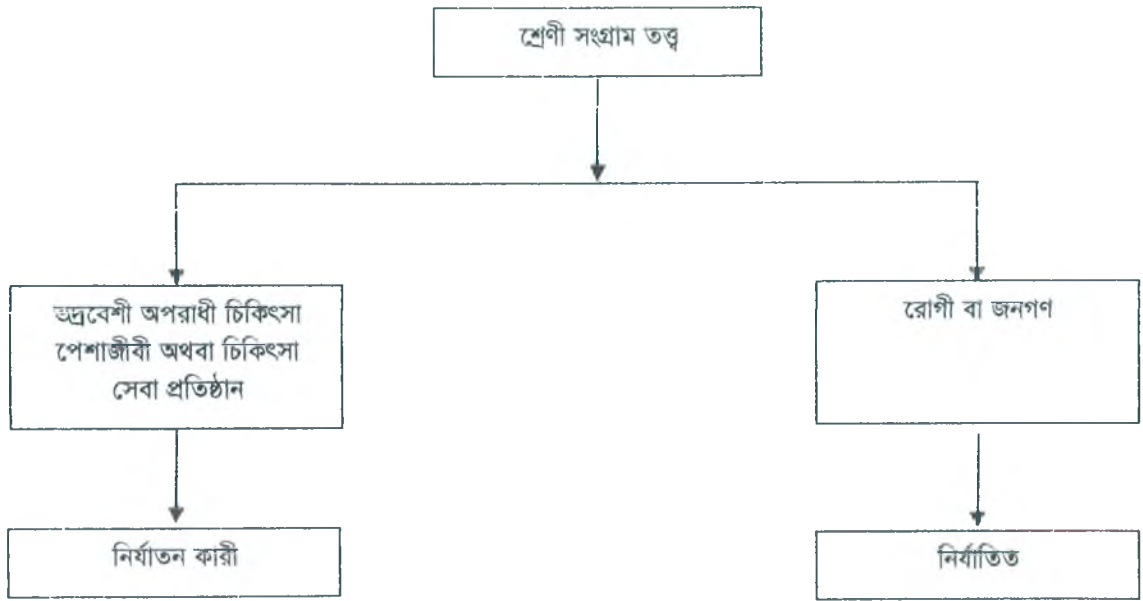 শ্রেণী সংগ্রাম তত্ত্ব
ভদ্রবেশী অপরাধী চিকিৎসা
পেশাজীবী অথবা চিকিৎসা
সেবা প্রতিষ্ঠান
রোগী বা জনগণ
নির্যাতন কারী
নির্যাতিত